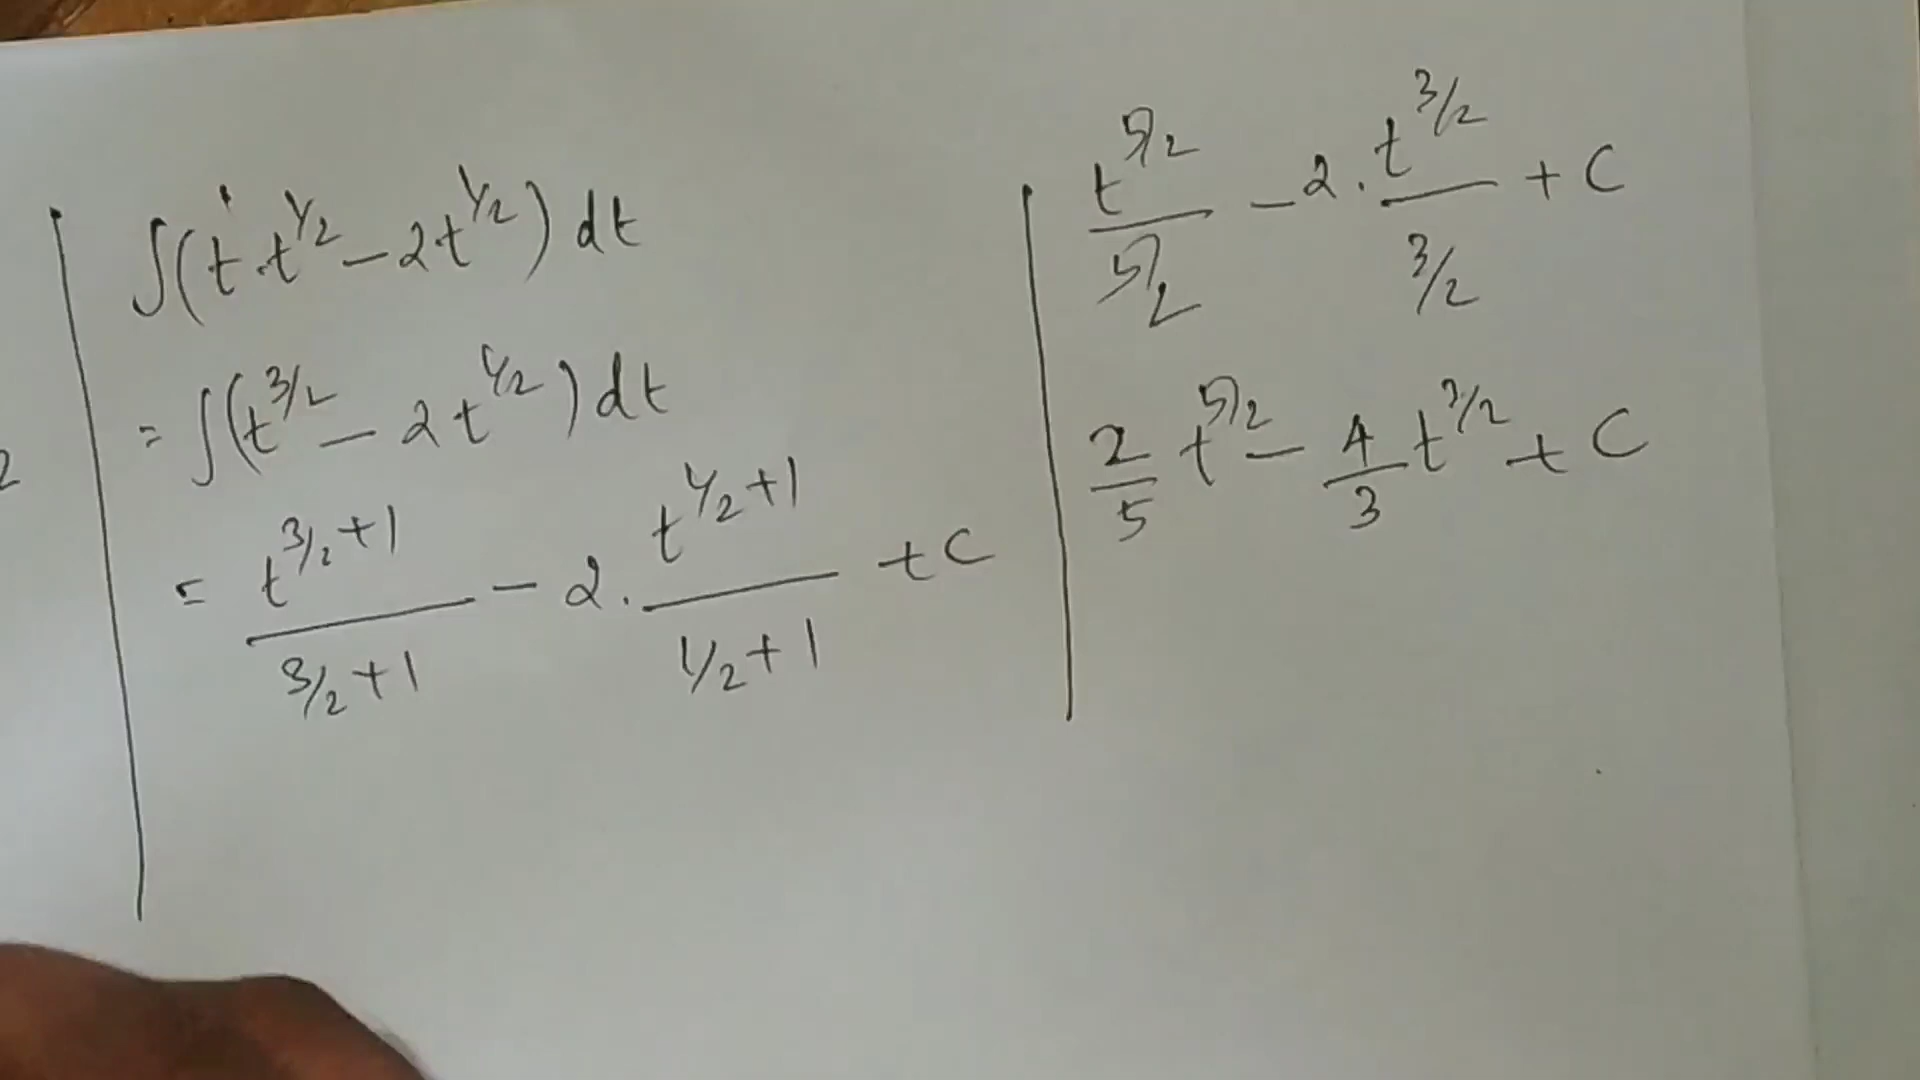 ∫(t·t^1/2 − 2t^1/2) dt
= ∫(t^3/2 − 2t^1/2) dt
= t^3/2+1 / 3/2+1 − 2. t^1/2+1 / 1/2+1 + C
t^5/2 / 5/2 − 2. t^3/2 / 3/2 + C
2/5 t^5/2 − 4/3 t^3/2 + C